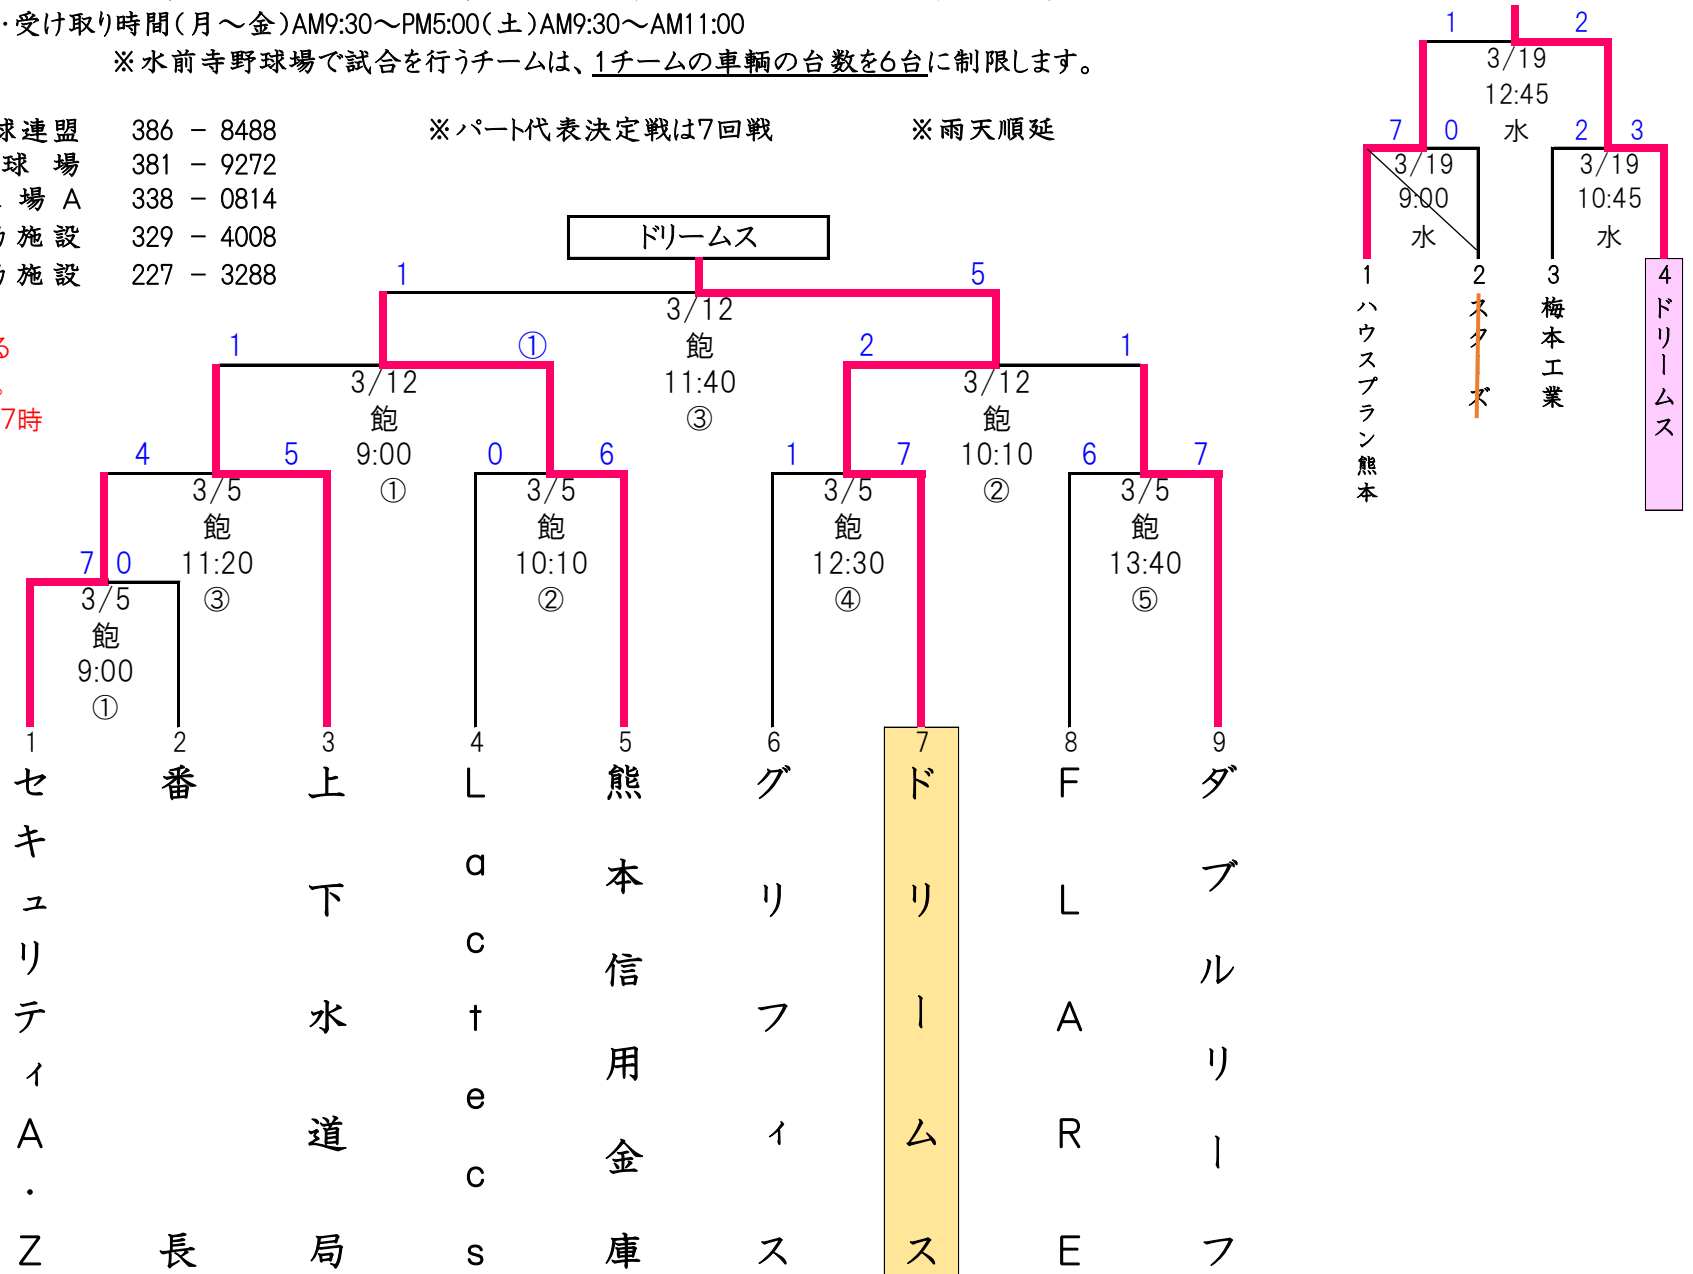 ・受け取り時間(月～金)AM9:30～PM5:00(土)AM9:30～AM11:00
※水前寺野球場で試合を行うチームは、1チームの車輌の台数を6台に制限します。
球連盟 386 － 8488
※パート代表決定戦は7回戦
※雨天順延
球 場 381 － 9272
場 A 338 － 0814
施設 329 － 4008
施設 227 － 3288
る
。
7時
ドリームス
1 5
3/12
飽
11:40
③
1 ①
3/12
飽
9:00
①
2 1
3/12
飽
10:10
②
4 5
3/5
飽
11:20
③
0 6
3/5
飽
10:10
②
1 7
3/5
飽
12:30
④
6 7
3/5
飽
13:40
⑤
7 0
3/5
飽
9:00
①
1 セキュリティA・Z
2 番長
3 上下水道局
4 Lactecs
5 熊本信用金庫
6 グリフィス
7 ドリームス
8 FLARE
9 ダブルリーフ
1 2
3/19
12:45
水
7 0
3/19
9:00
水
2 3
3/19
10:45
水
1 ハウスプラン熊本
2 スタズ
3 梅本工業
4 ドリームス